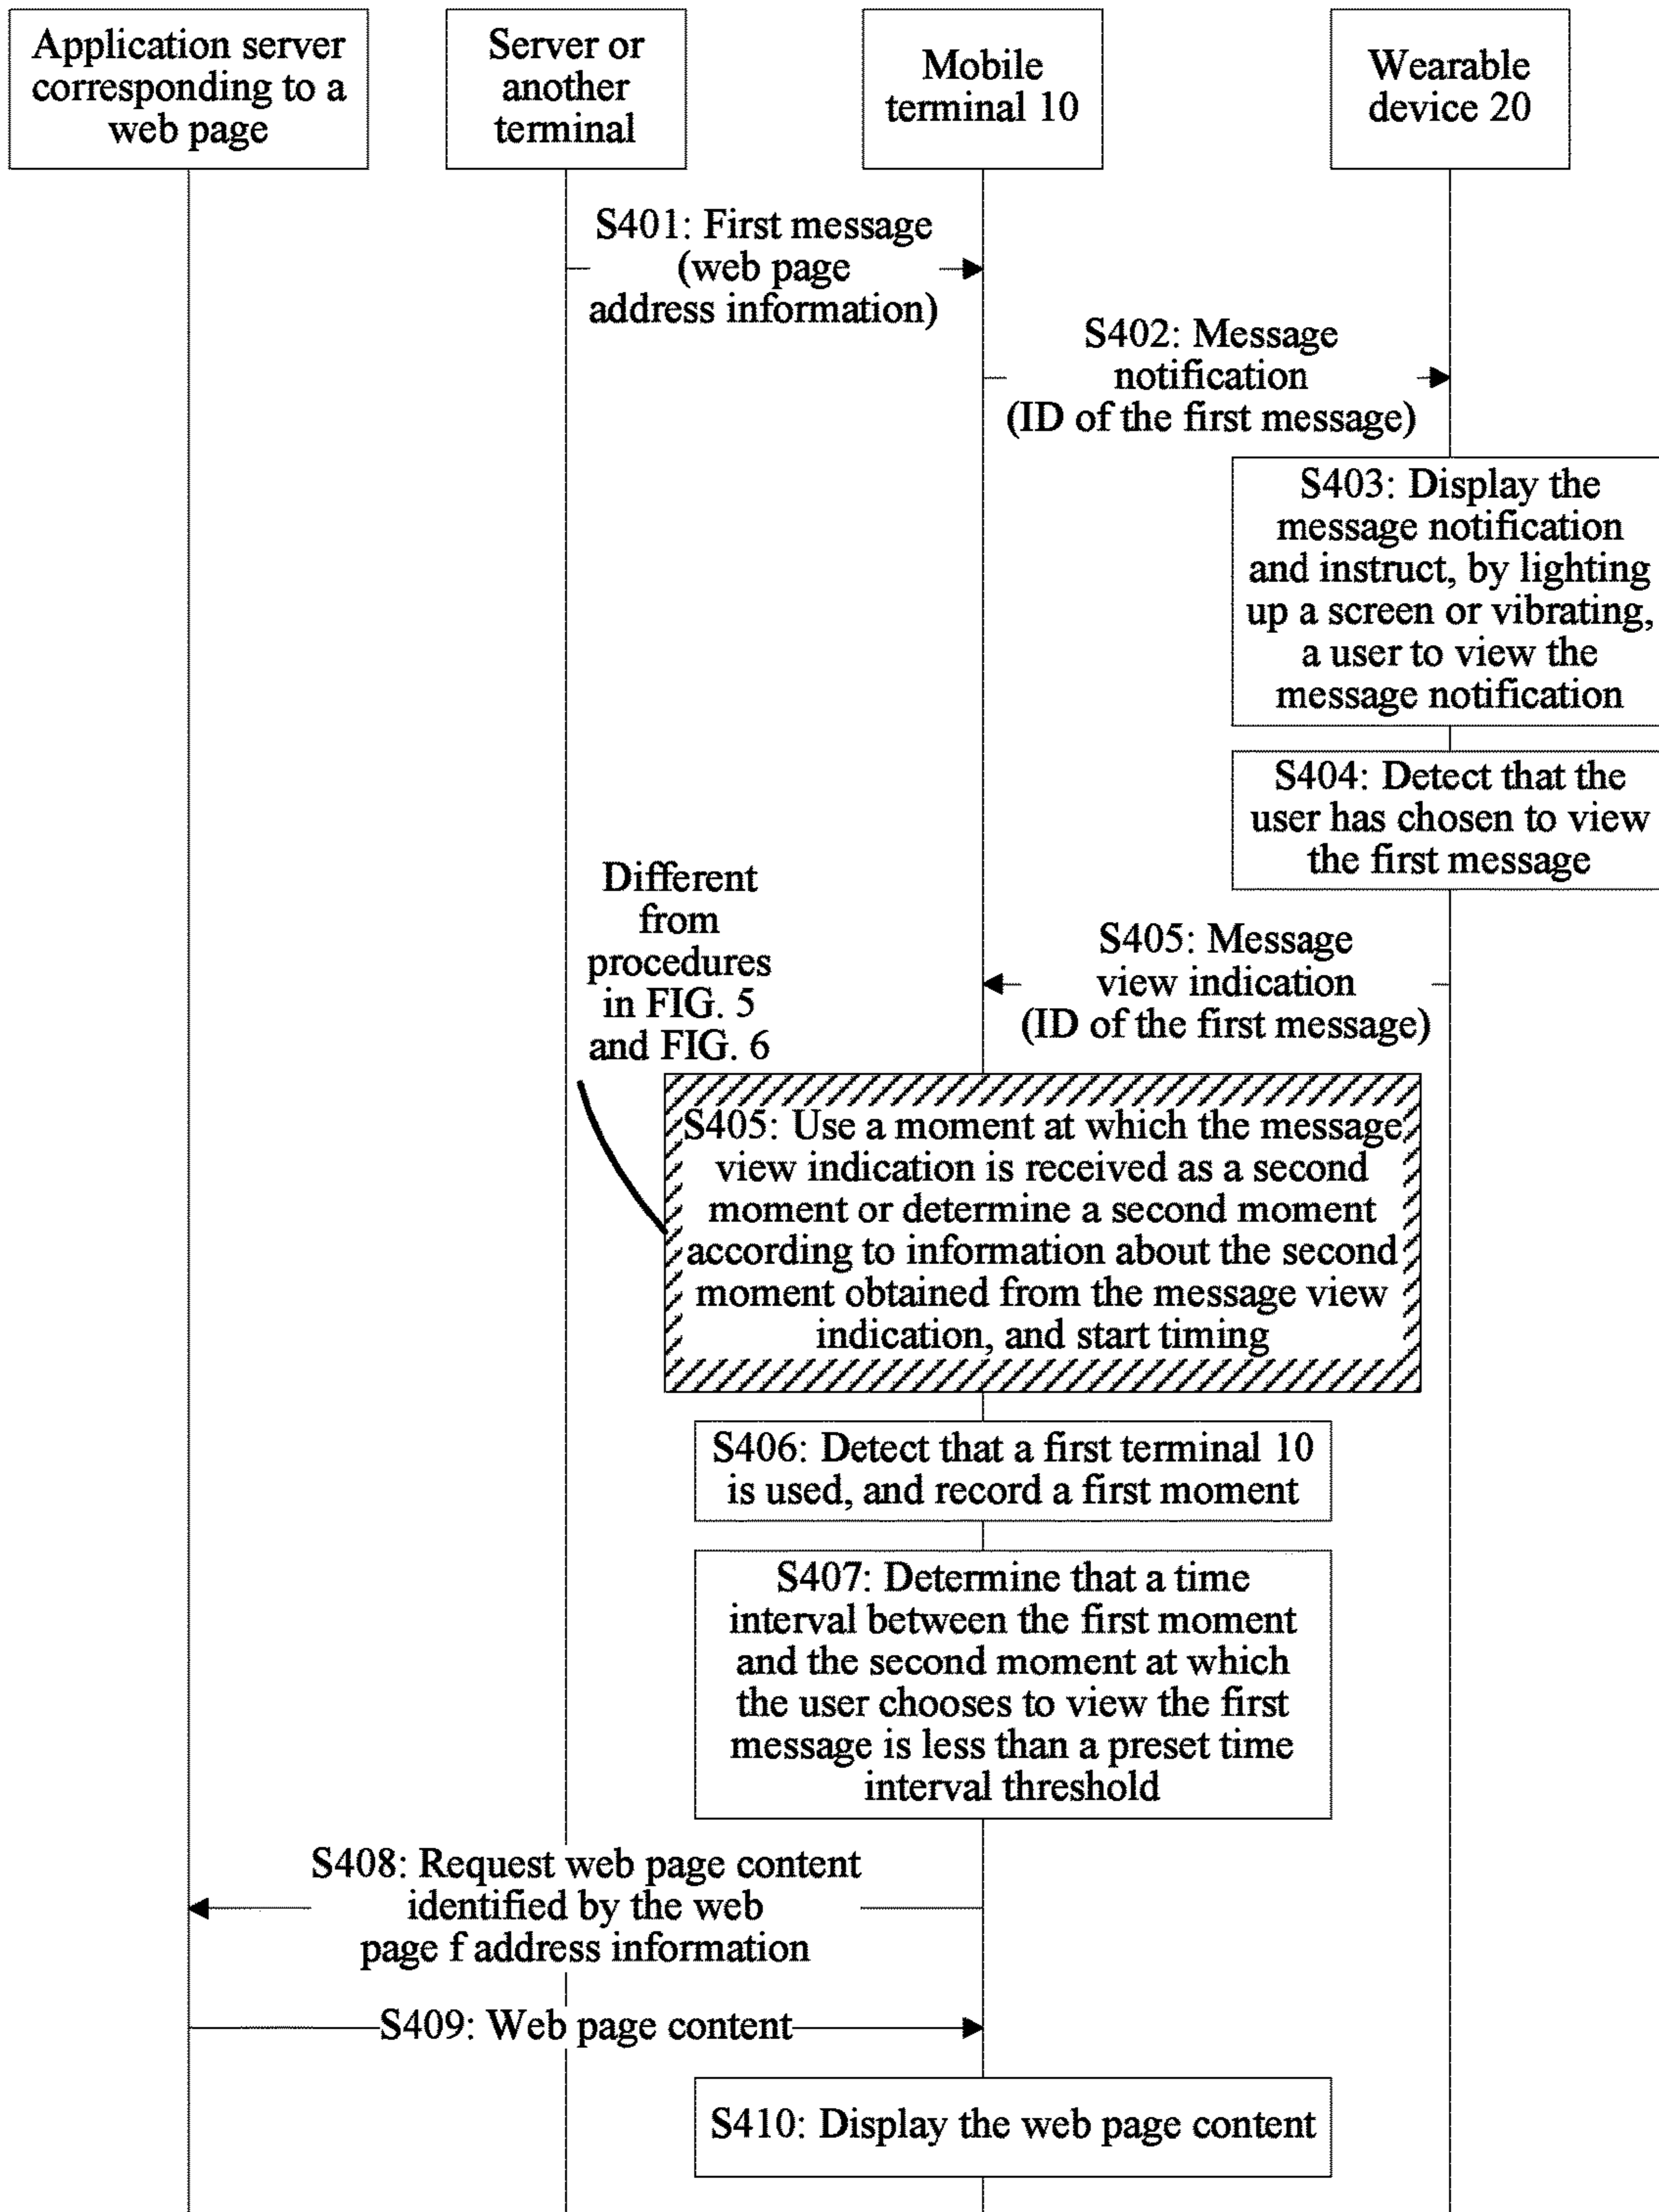 Application server
corresponding to a
web page
Server or
another
terminal
Mobile
terminal 10
Wearable
device 20
S401: First message
(web page
address information)
S402: Message
notification
(ID of the first message)
S403: Display the
message notification
and instruct, by lighting
up a screen or vibrating,
a user to view the
message notification
S404: Detect that the
user has chosen to view
the first message
Different
from
procedures
in FIG. 5
and FIG. 6
S405: Message
view indication
(ID of the first message)
S405: Use a moment at which the message
view indication is received as a second
moment or determine a second moment
according to information about the second
moment obtained from the message view
indication, and start timing
S406: Detect that a first terminal 10
is used, and record a first moment
S407: Determine that a time
interval between the first moment
and the second moment at which
the user chooses to view the first
message is less than a preset time
interval threshold
S408: Request web page content
identified by the web
page f address information
S409: Web page content
S410: Display the web page content